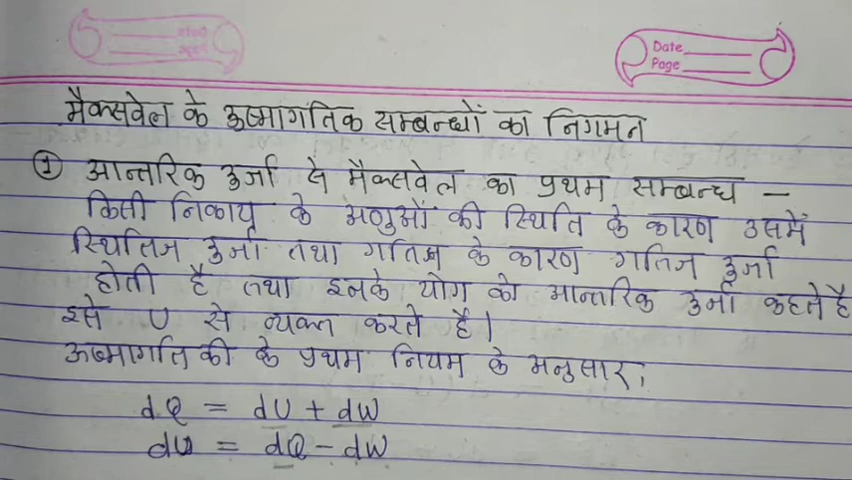 Date
Page
मैक्सवेल के ऊष्मागतिक सम्बन्धों का निगमन
① आन्तरिक ऊर्जा से मैक्सवेल का प्रथम सम्बन्ध –
किसी निकाय के अणुओं की स्थिति के कारण उसमें
स्थितिज ऊर्जा तथा गतिज के कारण गतिज ऊर्जा
होती है तथा इनके योग को आन्तरिक ऊर्जा कहते है
इसे U से व्यक्त करते है।
ऊष्मागतिकी के प्रथम नियम के अनुसार,
dQ = dU + dW
dU = dQ - dW